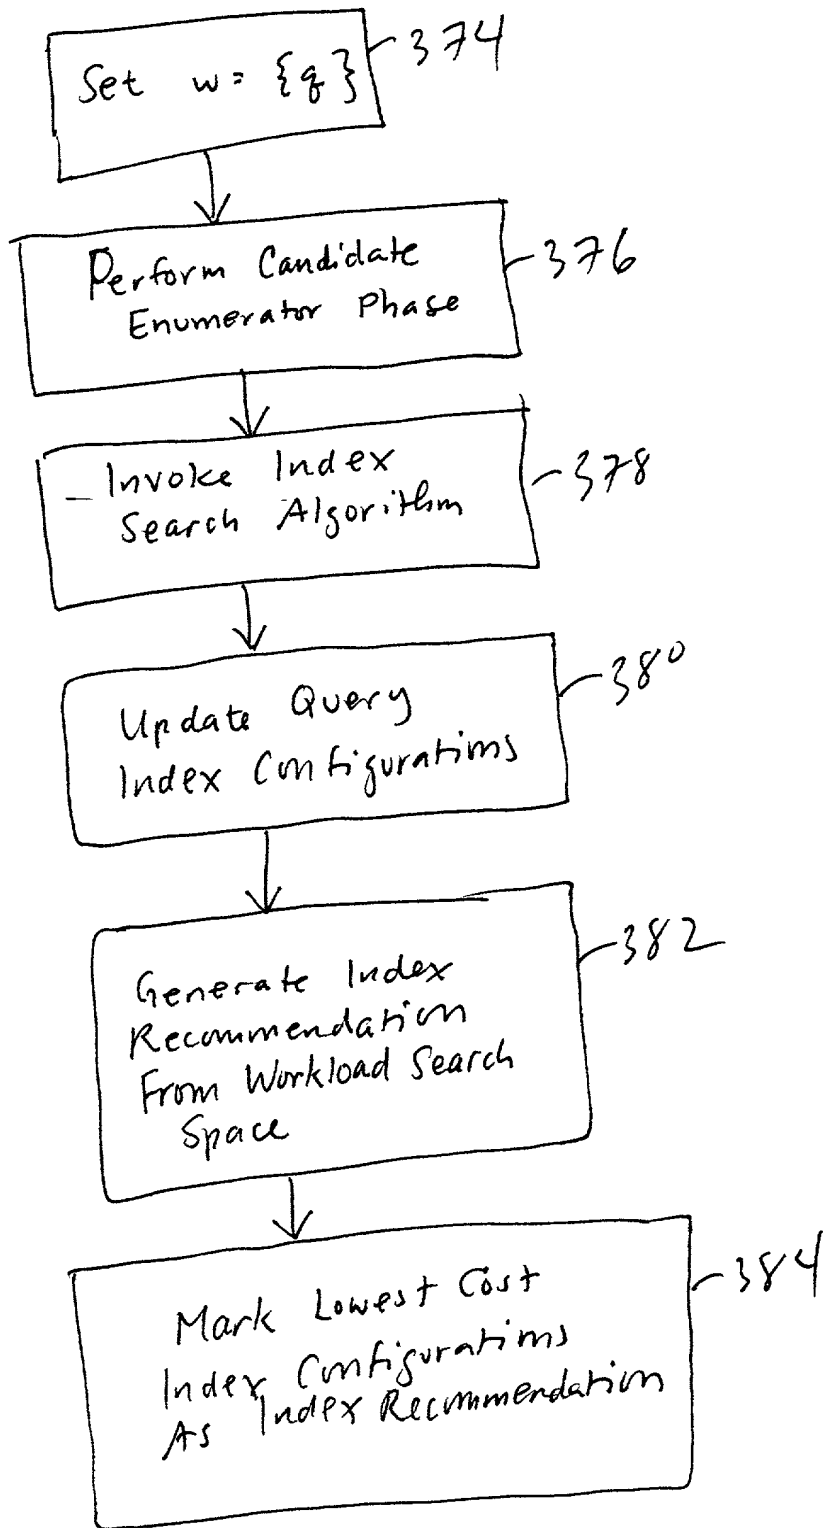 Set w = {q}
374
Perform Candidate
Enumerator Phase
376
Invoke Index
Search Algorithm
378
Update Query
Index Configurations
380
Generate Index
Recommendation
From Workload Search
Space
382
Mark Lowest Cost
Index Configurations
As Index Recommendation
384